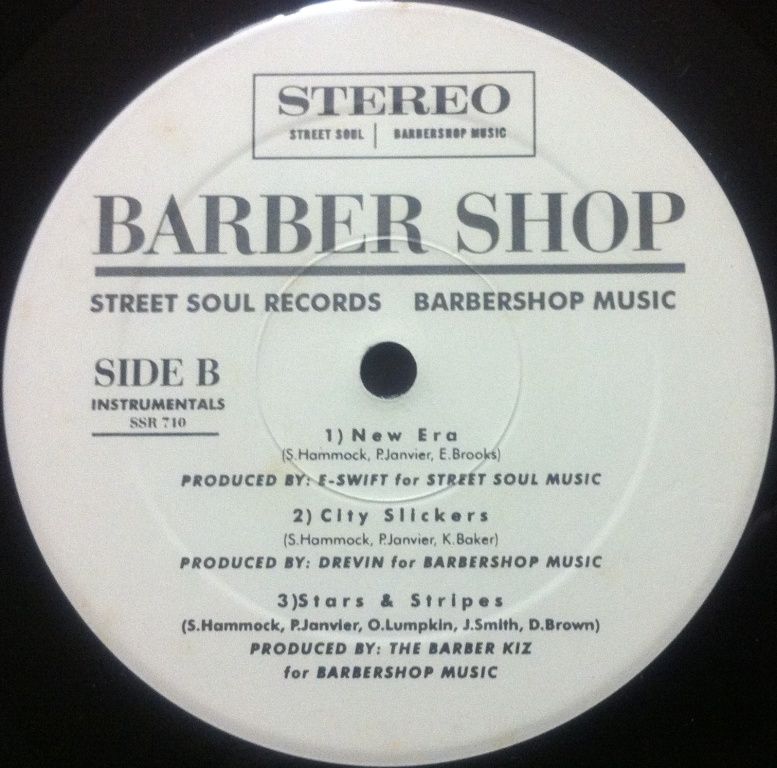 STEREO
STREET SOUL | BARBERSHOP MUSIC
BARBER SHOP
STREET SOUL RECORDS BARBERSHOP MUSIC
SIDE B
INSTRUMENTALS
SSR 710
1) New Era
(S.Hammock, P.Janvier, E.Brooks)
PRODUCED BY: E-SWIFT for STREET SOUL MUSIC
2) City Slickers
(S.Hammock, P.Janvier, K.Baker)
PRODUCED BY: DREVIN for BARBERSHOP MUSIC
3)Stars & Stripes
(S.Hammock, P.Janvier, O.Lumpkin, J.Smith, D.Brown)
PRODUCED BY: THE BARBER KIZ
for BARBERSHOP MUSIC